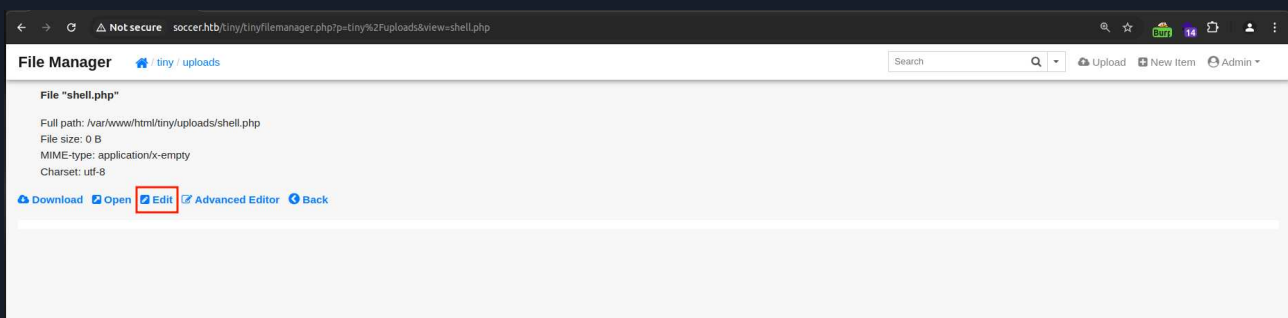 Not secure soccer.htb/tiny/tinyfilemanager.php?p=tiny%2Fuploads&view=shell.php
Burp 14
File Manager / tiny / uploads Search Upload New Item Admin
File "shell.php"
Full path: /var/www/html/tiny/uploads/shell.php
File size: 0 B
MIME-type: application/x-empty
Charset: utf-8
Download Open Edit Advanced Editor Back